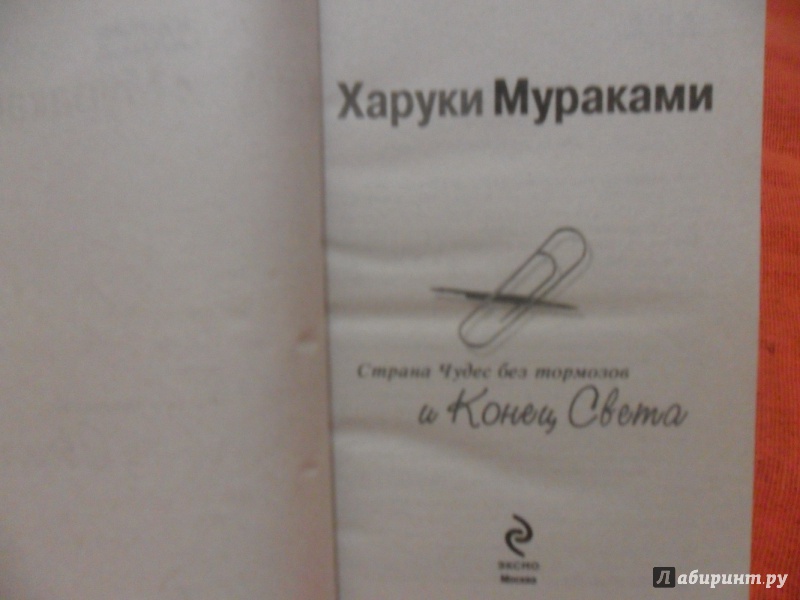 Харуки Мураками
Страна Чудес без тормозов
и Конец Света
ЭКСМО
Москва
Лабиринт.ру